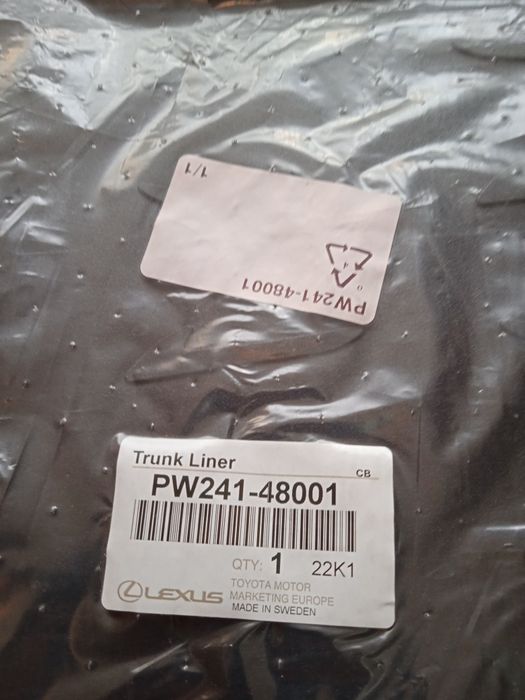 1/1
04
PW241-48001
Trunk Liner
CB
PW241-48001
QTY: 1 22K1
LEXUS
TOYOTA MOTOR
MARKETING EUROPE
MADE IN SWEDEN